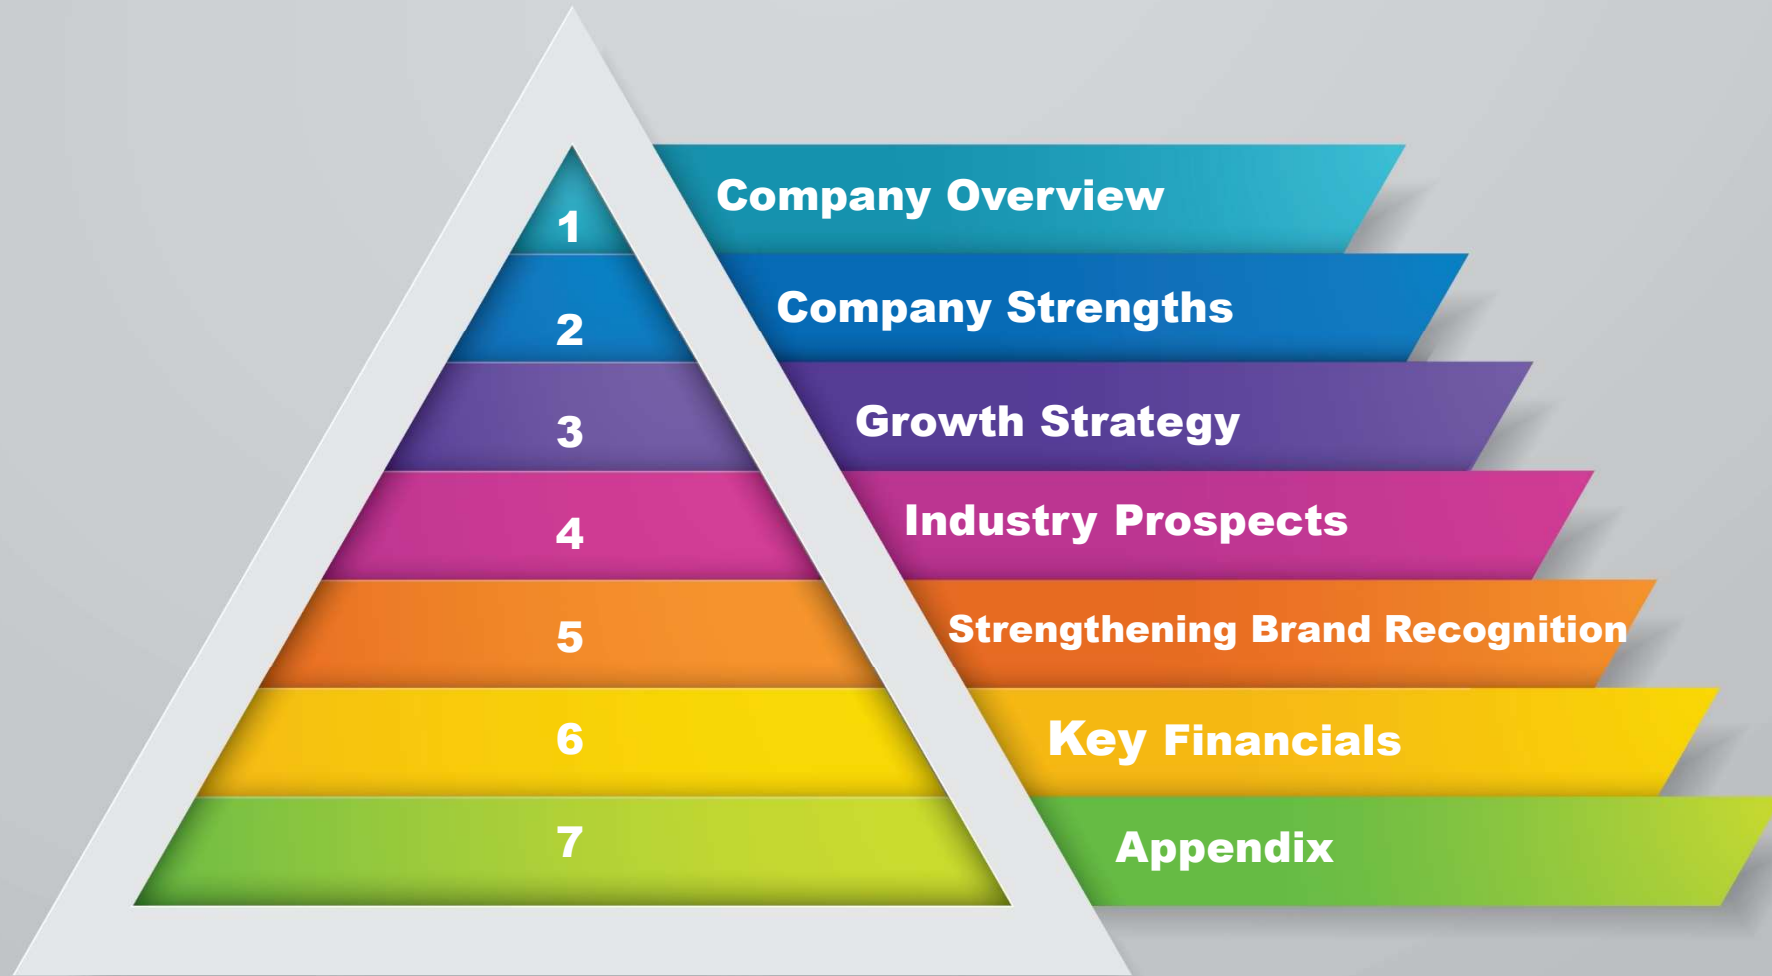 1 Company Overview
2 Company Strengths
3 Growth Strategy
4 Industry Prospects
5 Strengthening Brand Recognition
6 Key Financials
7 Appendix